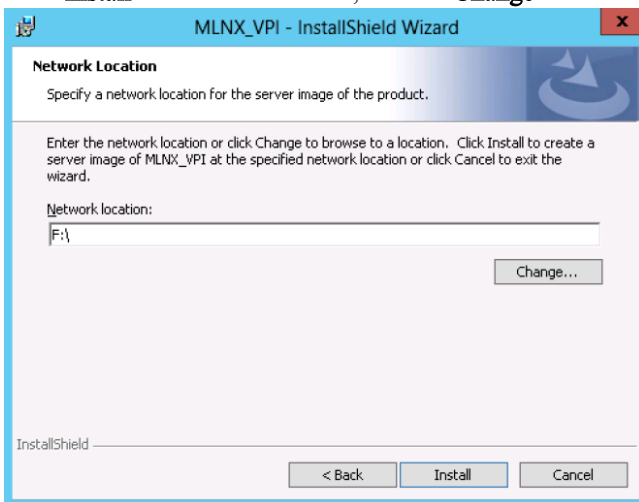 MLNX_VPI - InstallShield Wizard
x
Network Location
Specify a network location for the server image of the product.
Enter the network location or click Change to browse to a location. Click Install to create a
server image of MLNX_VPI at the specified network location or click Cancel to exit the
wizard.
Network location:
F:\
Change...
InstallShield
< Back
Install
Cancel